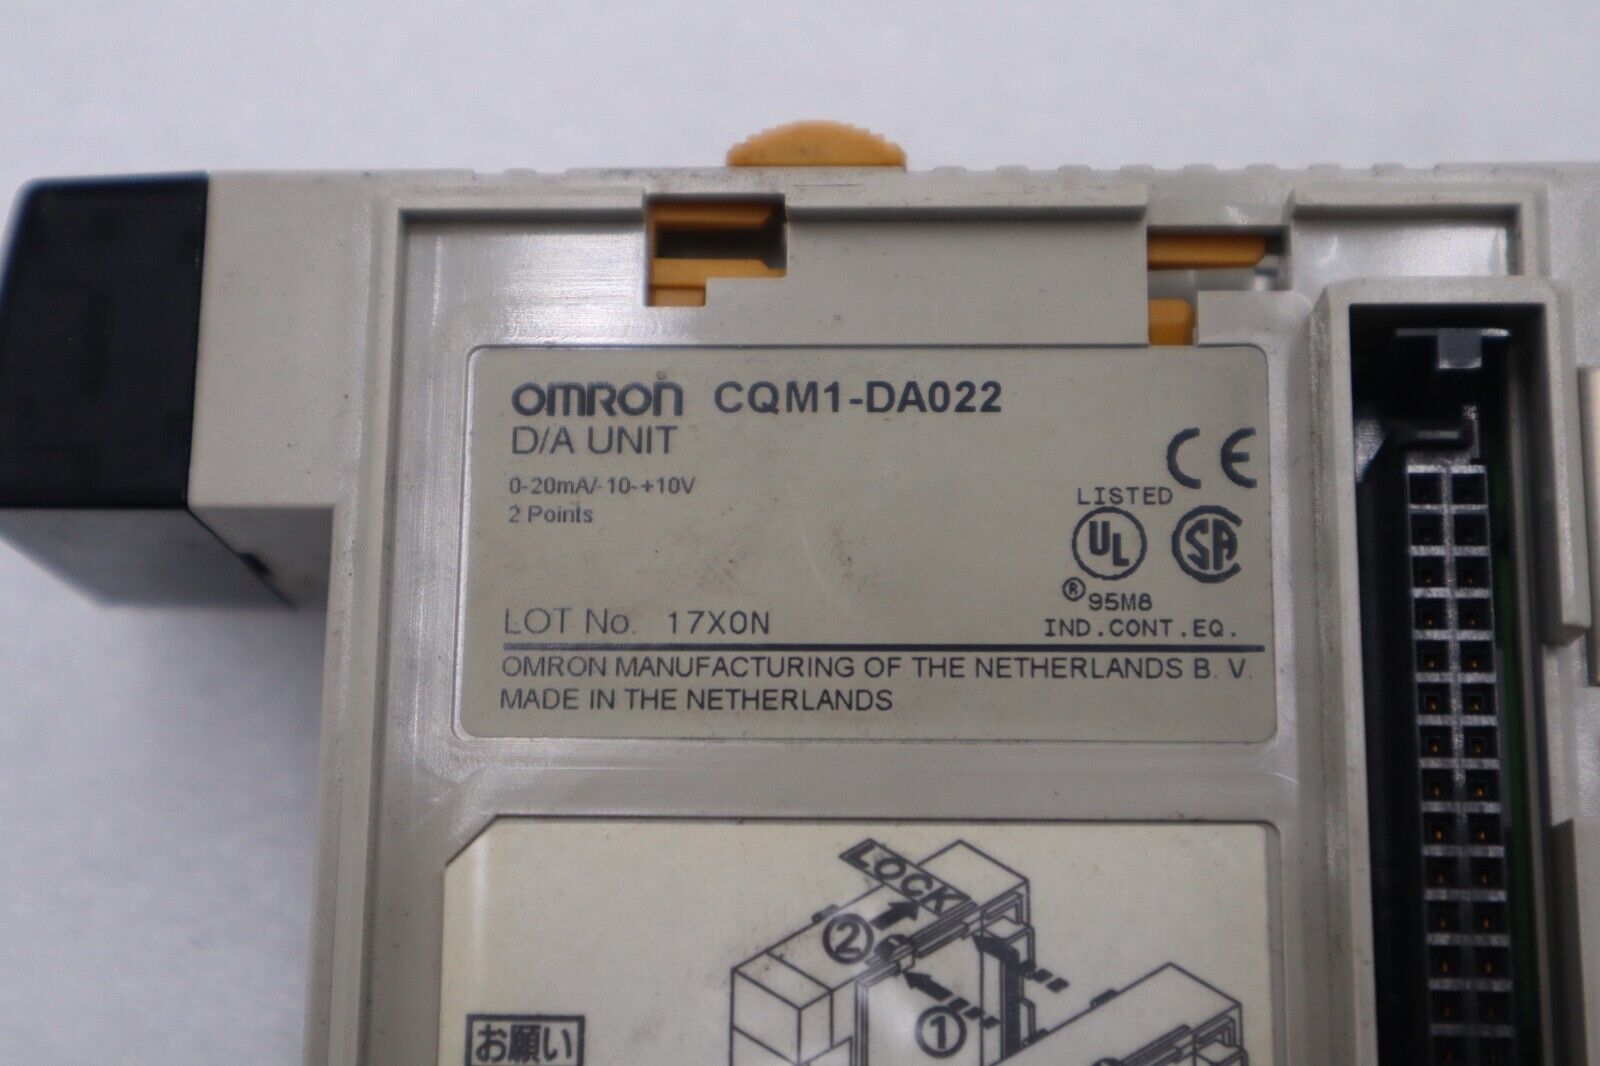 OMRON CQM1-DA022
D/A UNIT
0-20mA/-10-+10V
2 Points
CE
LISTED
UL SA
® 95M8
IND.CONT.EQ.
LOT No. 17X0N
OMRON MANUFACTURING OF THE NETHERLANDS B. V.
MADE IN THE NETHERLANDS
LOCK
②
①
お願い